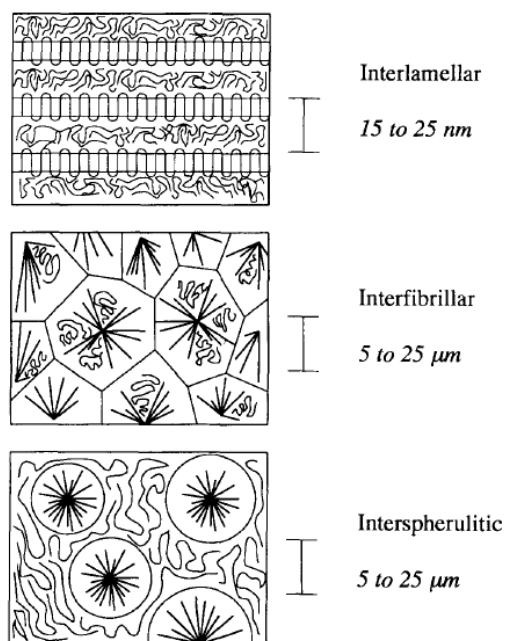 Interlamellar
15 to 25 nm
Interfibrillar
5 to 25 μm
Interspherulitic
5 to 25 μm